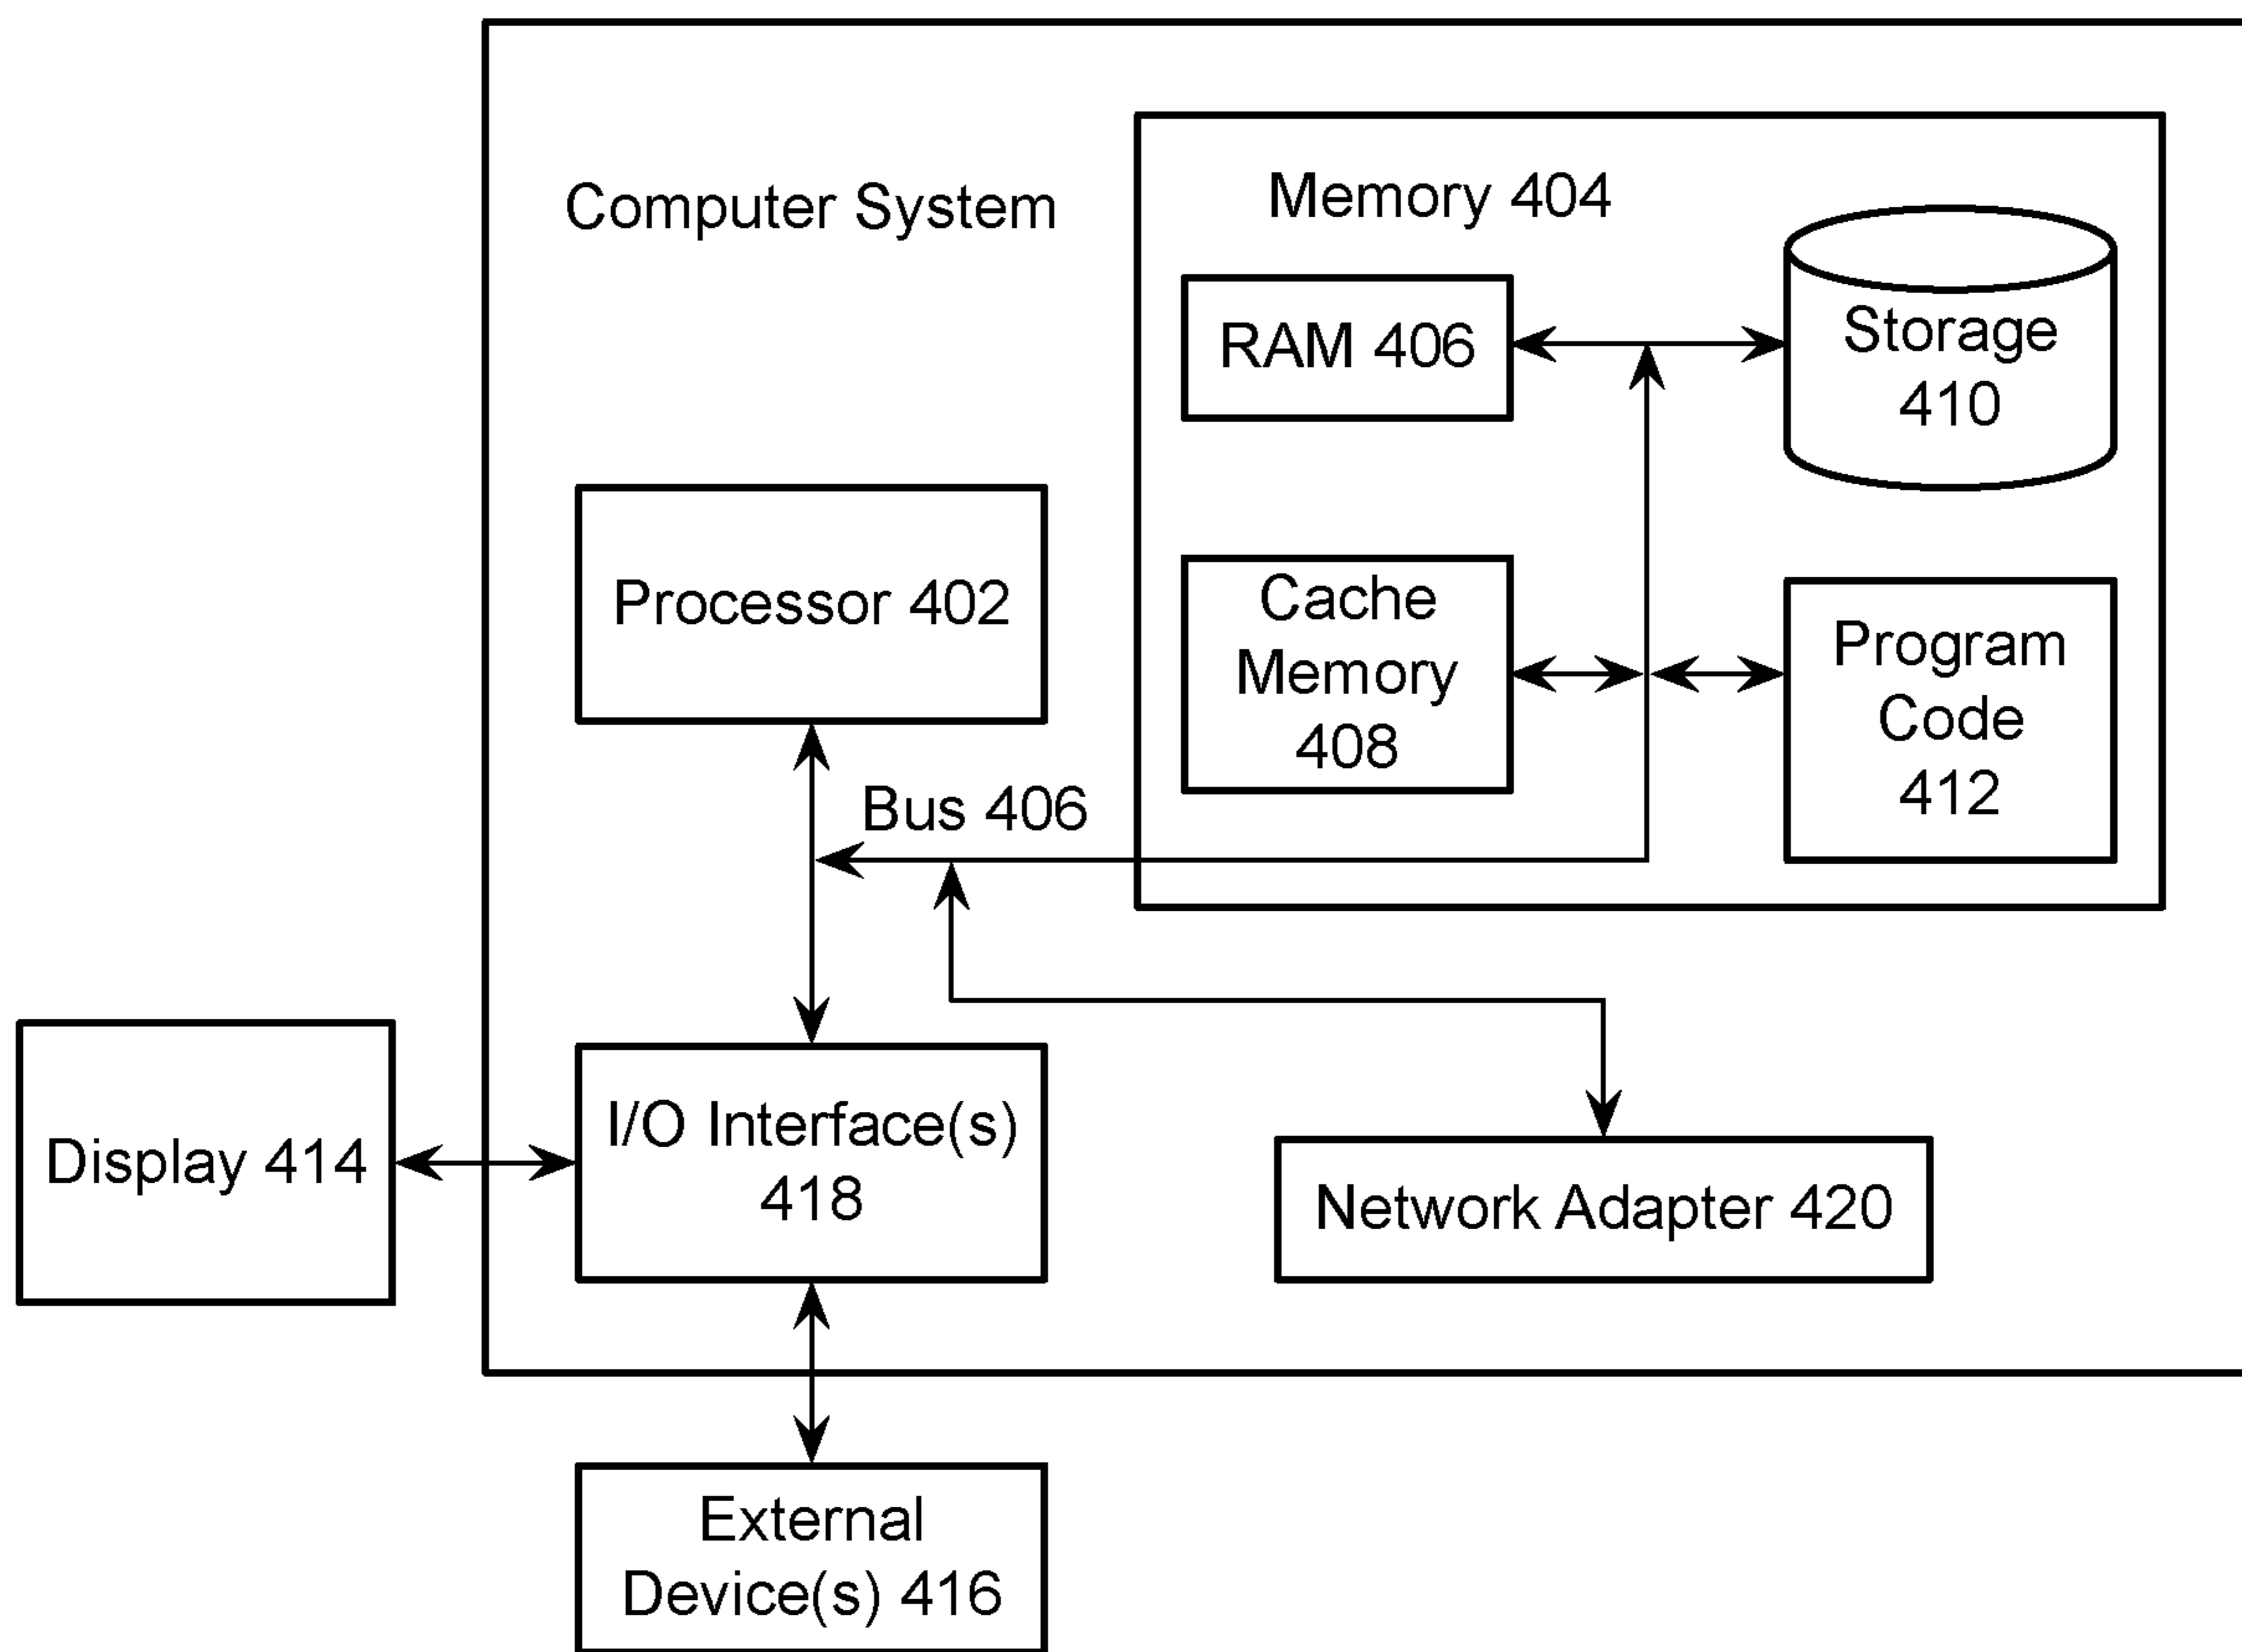 Computer System
Memory 404
RAM 406
Storage
410
Processor 402
Cache
Memory
408
Program
Code
412
Bus 406
Display 414
I/O Interface(s)
418
Network Adapter 420
External
Device(s) 416